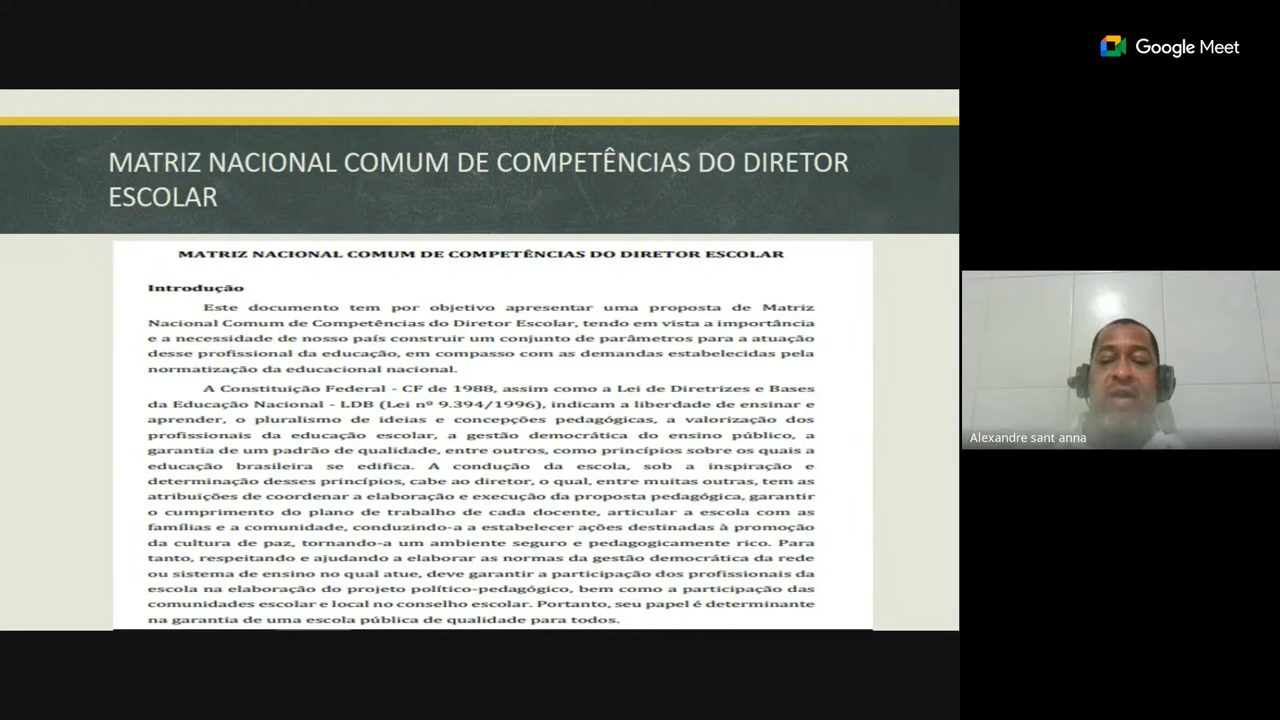 MATRIZ NACIONAL COMUM DE COMPETÊNCIAS DO DIRETOR
ESCOLAR
MATRIZ NACIONAL COMUM DE COMPETÊNCIAS DO DIRETOR ESCOLAR
Introdução
Este documento tem por objetivo apresentar uma proposta de Matriz
Nacional Comum de Competências do Diretor Escolar, tendo em vista a importância
e a necessidade de nosso país construir um conjunto de parâmetros para a atuação
desse profissional da educação, em compasso com as demandas estabelecidas pela
normatização da educacional nacional.
A Constituição Federal - CF de 1988, assim como a Lei de Diretrizes e Bases
da Educação Nacional - LDB (Lei nº 9.394/1996), indicam a liberdade de ensinar e
aprender, o pluralismo de ideias e concepções pedagógicas, a valorização dos
profissionais da educação escolar, a gestão democrática do ensino público, a
garantia de um padrão de qualidade, entre outros, como princípios sobre os quais a
educação brasileira se edifica. A condução da escola, sob a inspiração e
determinação desses princípios, cabe ao diretor, o qual, entre muitas outras, tem as
atribuições de coordenar a elaboração e execução da proposta pedagógica, garantir
o cumprimento do plano de trabalho de cada docente, articular a escola com as
famílias e a comunidade, conduzindo-a a estabelecer ações destinadas à promoção
da cultura de paz, tornando-a um ambiente seguro e pedagogicamente rico. Para
tanto, respeitando e ajudando a elaborar as normas da gestão democrática da rede
ou sistema de ensino no qual atue, deve garantir a participação dos profissionais da
escola na elaboração do projeto político-pedagógico, bem como a participação das
comunidades escolar e local no conselho escolar. Portanto, seu papel é determinante
na garantia de uma escola pública de qualidade para todos.
Google Meet
Alexandre sant anna